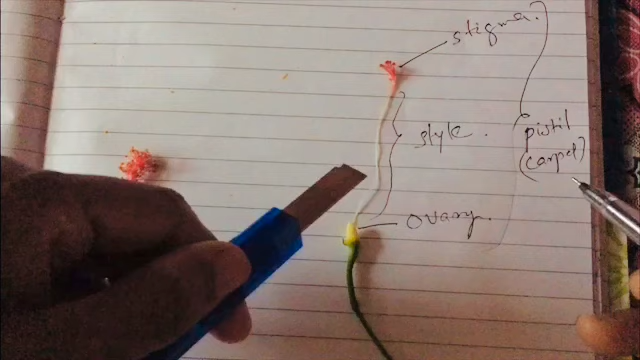 stigma.
style.
pistil
(carpel)
ovary.